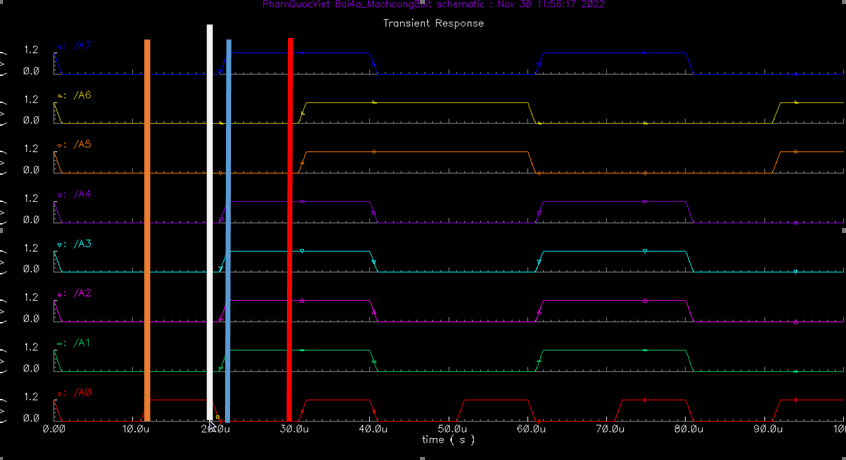 PhamQuocViet Bai4a_Machcong8bit schematic : Nov 30 11:56:17 2022
Transient Response
1.2 /A7
0.0
1.2 /A6
0.0
1.2 /A5
0.0
1.2 /A4
0.0
1.2 /A3
0.0
1.2 /A2
0.0
1.2 /A1
0.0
1.2 /A0
0.0
0.00 10.0u 20.0u 30.0u 40.0u 50.0u 60.0u 70.0u 80.0u 90.0u
time ( s )